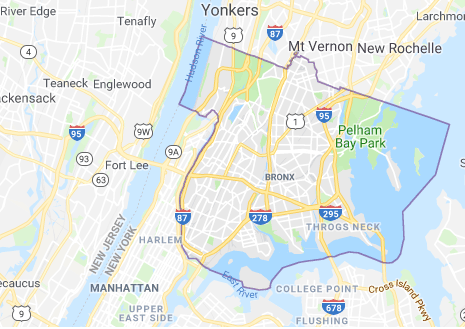 River Edge
Tenafly
Yonkers
9
87
Larchmo
Hudson River
4
Mt Vernon
New Rochelle
Teaneck
Englewood
ackensack
95
9W
1
95
Pelham
Bay Park
93
Fort Lee
9A
63
BRONX
87
278
295
THROGS NECK
NEW JERSEY
NEW YORK
HARLEM
ecaucus
MANHATTAN
East River
COLLEGE POINT
Cross Island Pkwy
9
UPPER
EAST SIDE
678
FLUSHING
S